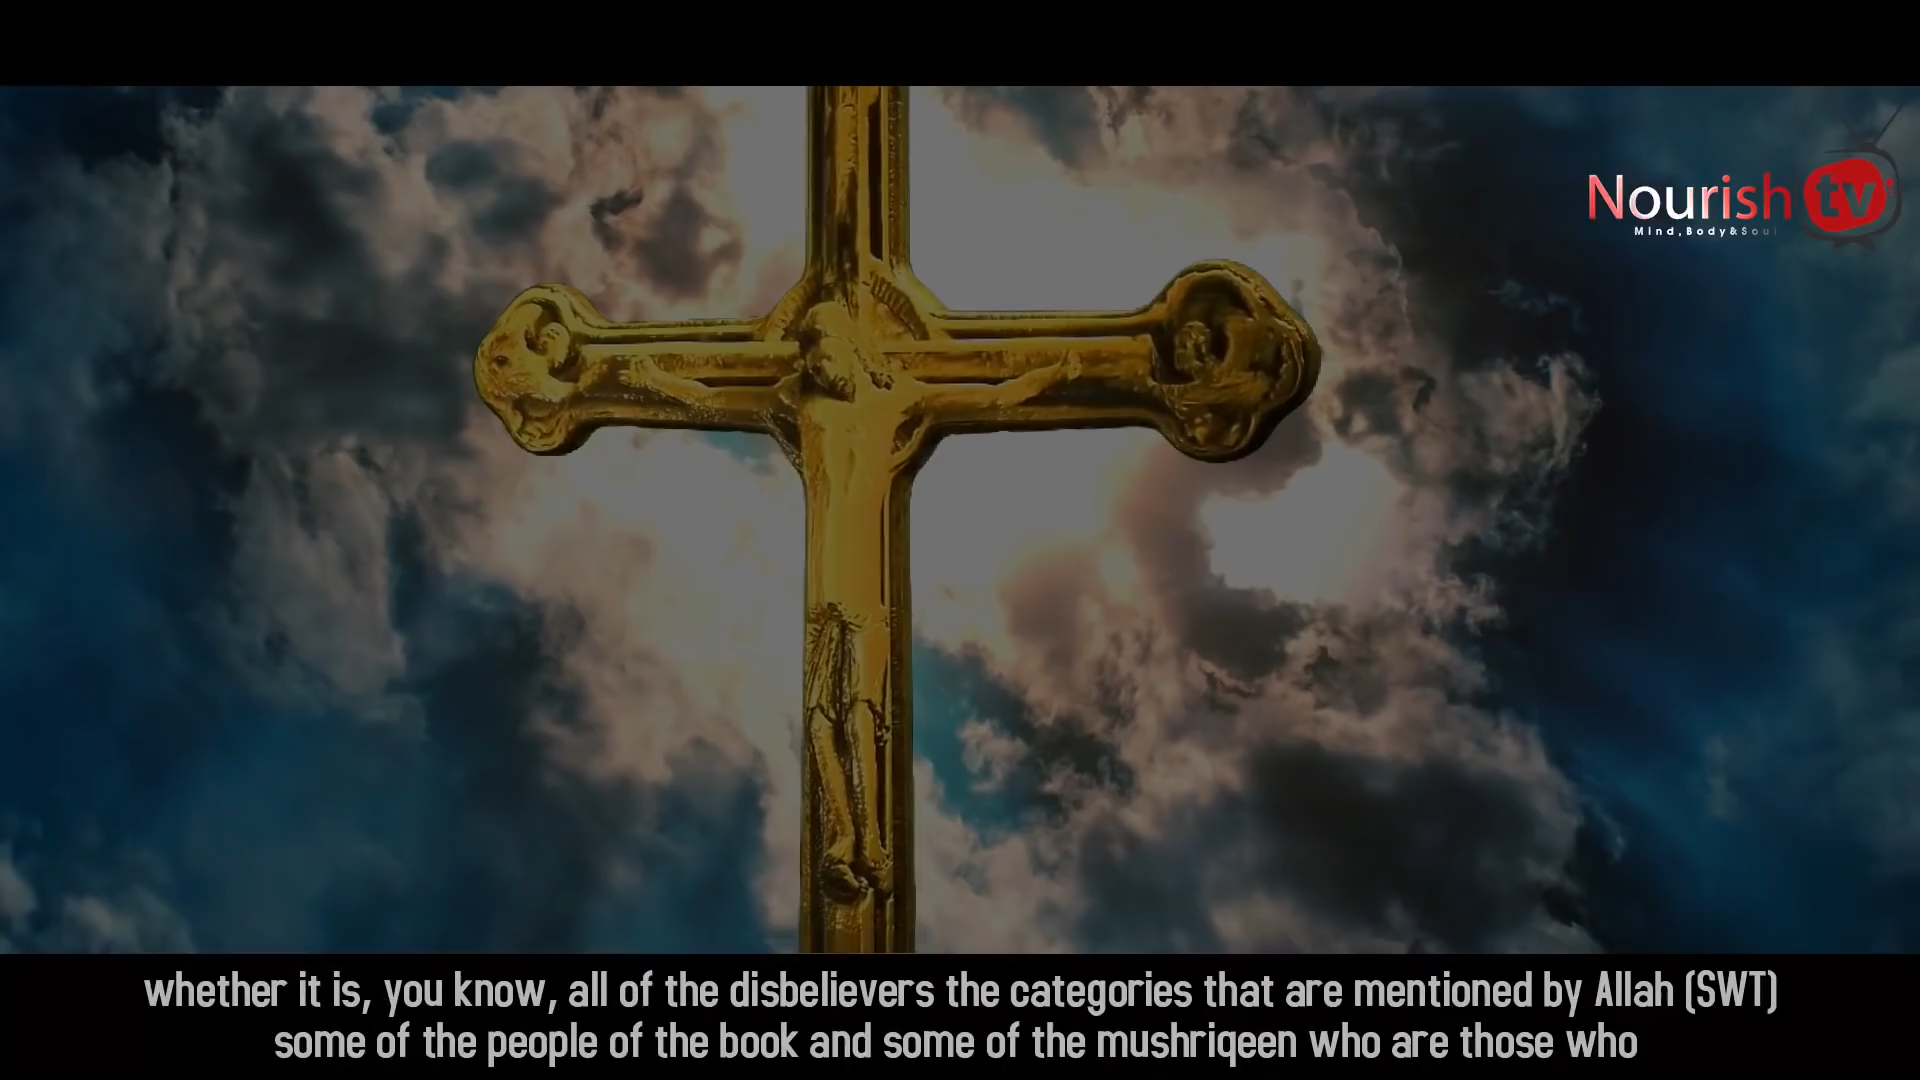 Nourish tv
Mind,Body&Soul
whether it is, you know, all of the disbelievers the categories that are mentioned by Allah (SWT)
some of the people of the book and some of the mushriqeen who are those who